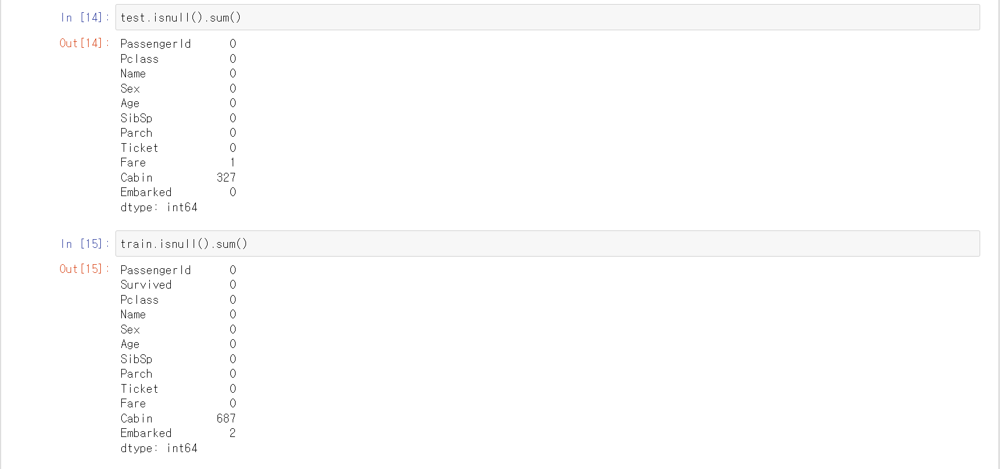 In [14]: test.isnull().sum()
Out[14]: PassengerId      0
Pclass           0
Name             0
Sex              0
Age              0
SibSp            0
Parch            0
Ticket           0
Fare             1
Cabin          327
Embarked         0
dtype: int64
In [15]: train.isnull().sum()
Out[15]: PassengerId      0
Survived         0
Pclass           0
Name             0
Sex              0
Age              0
SibSp            0
Parch            0
Ticket           0
Fare             0
Cabin          687
Embarked         2
dtype: int64